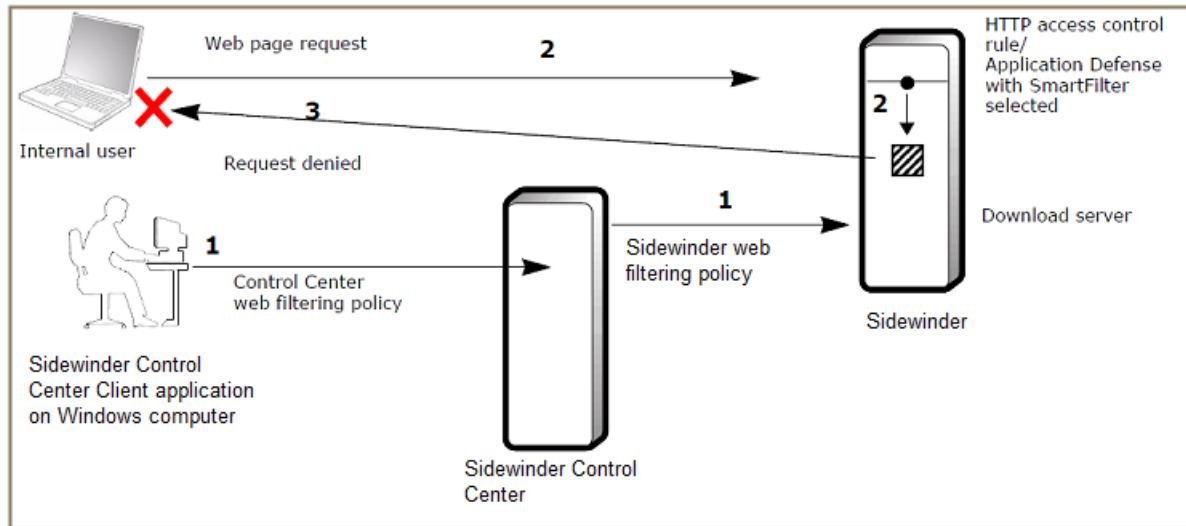 Web page request
2
HTTP access control
rule/
Application Defense
with SmartFilter
selected
2
3
Internal user
Request denied
Download server
1
Sidewinder web
filtering policy
1
Control Center
web filtering policy
Sidewinder
Sidewinder Control
Center Client application
on Windows computer
Sidewinder Control
Center